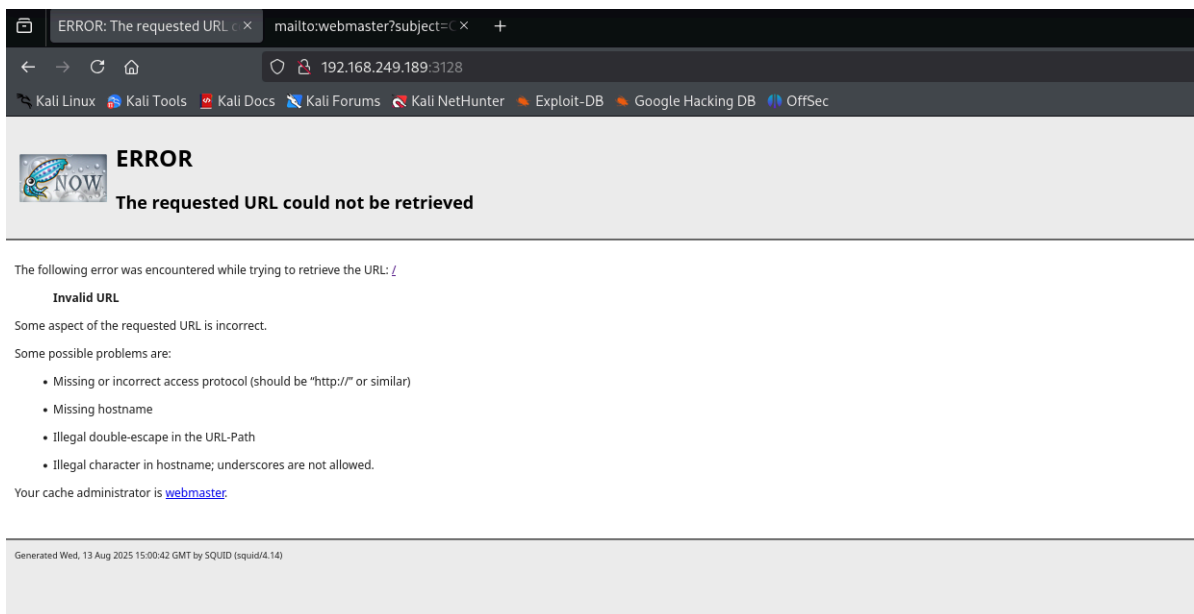 ERROR: The requested URL c
mailto:webmaster?subject=C
192.168.249.189:3128
Kali Linux Kali Tools Kali Docs Kali Forums Kali NetHunter Exploit-DB Google Hacking DB OffSec
NOW
ERROR
The requested URL could not be retrieved
The following error was encountered while trying to retrieve the URL: /
Invalid URL
Some aspect of the requested URL is incorrect.
Some possible problems are:
• Missing or incorrect access protocol (should be “http://” or similar)
• Missing hostname
• Illegal double-escape in the URL-Path
• Illegal character in hostname; underscores are not allowed.
Your cache administrator is webmaster.
Generated Wed, 13 Aug 2025 15:00:42 GMT by SQUID (squid/4.14)